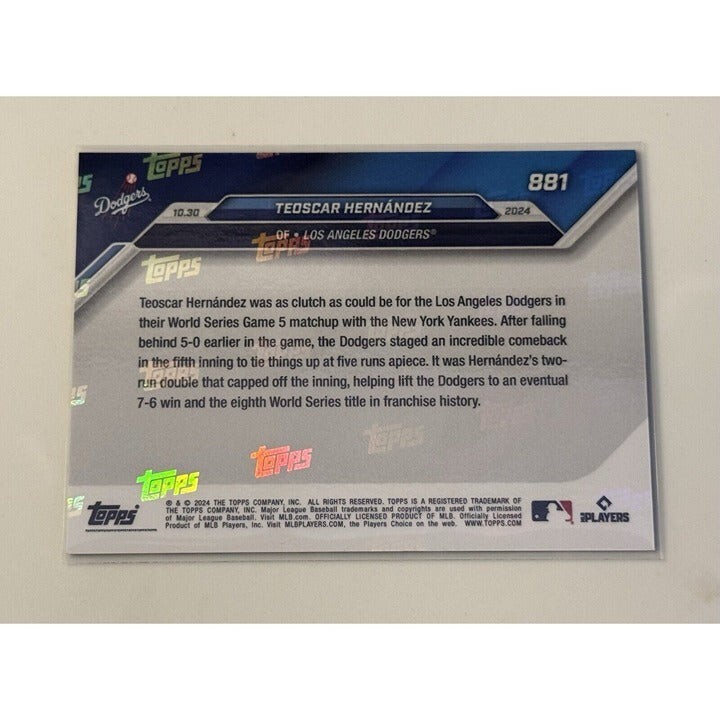 Dodgers
881
10.30
TEOSCAR HERNÁNDEZ
2024
OF • LOS ANGELES DODGERS®
Teoscar Hernández was as clutch as could be for the Los Angeles Dodgers in
their World Series Game 5 matchup with the New York Yankees. After falling
behind 5-0 earlier in the game, the Dodgers staged an incredible comeback
in the fifth inning to tie things up at five runs apiece. It was Hernández's two-
run double that capped off the inning, helping lift the Dodgers to an eventual
7-6 win and the eighth World Series title in franchise history.
TOPPS
TOPPS
TOPPS
TOPPS
TOPPS
Topps
® & © 2024 THE TOPPS COMPANY, INC. ALL RIGHTS RESERVED. TOPPS IS A REGISTERED TRADEMARK OF
THE TOPPS COMPANY, INC. Major League Baseball trademarks and copyrights are used with permission
of Major League Baseball. Visit MLB.com. OFFICIALLY LICENSED PRODUCT OF MLB. Officially Licensed
Product of MLB Players, Inc. Visit MLBPLAYERS.COM, the Players Choice on the web. WWW.TOPPS.COM
MLB PLAYERS